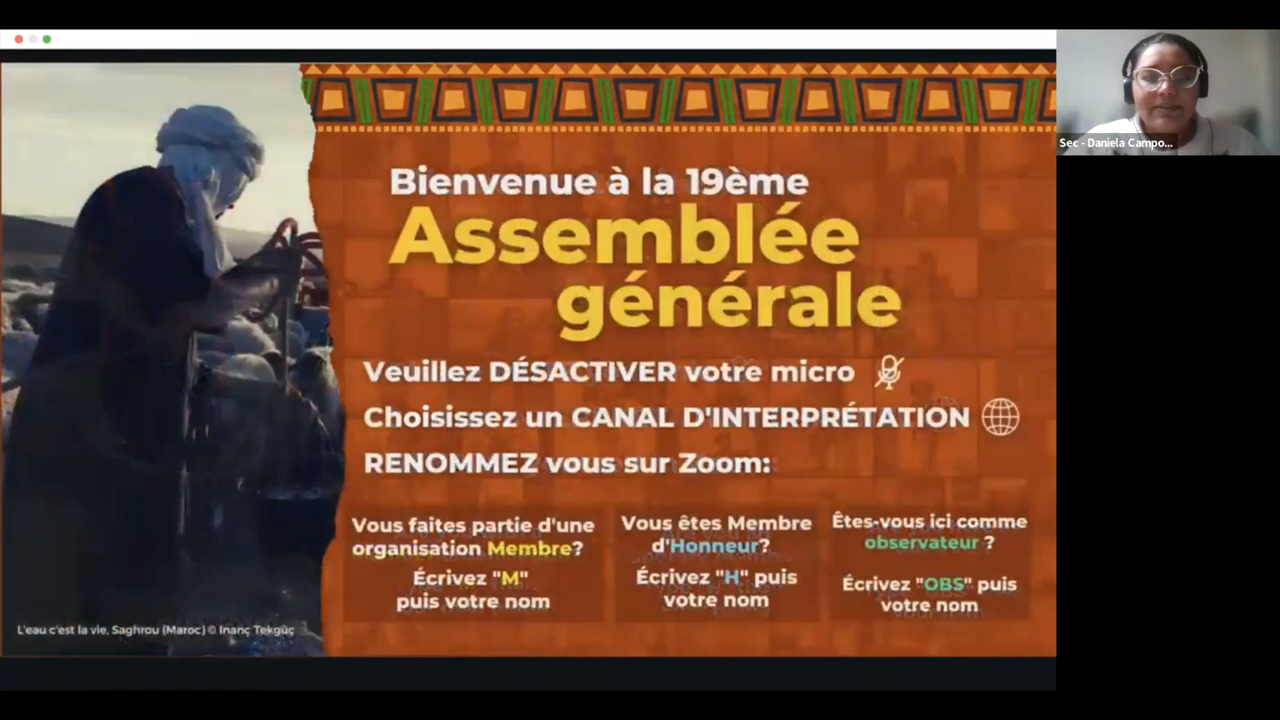 Bienvenue à la 19ème
Assemblée
générale
Veuillez DÉSACTIVER votre micro
Choisissez un CANAL D'INTERPRÉTATION
RENOMMEZ vous sur Zoom:
Vous faites partie d'une
organisation Membre?
Écrivez "M"
puis votre nom
Vous êtes Membre
d'Honneur?
Écrivez "H" puis
votre nom
Êtes-vous ici comme
observateur ?
Écrivez "OBS" puis
votre nom
L'eau c'est la vie, Saghrou (Maroc) © Inanç Tekgüç
Sec - Daniela Campo...